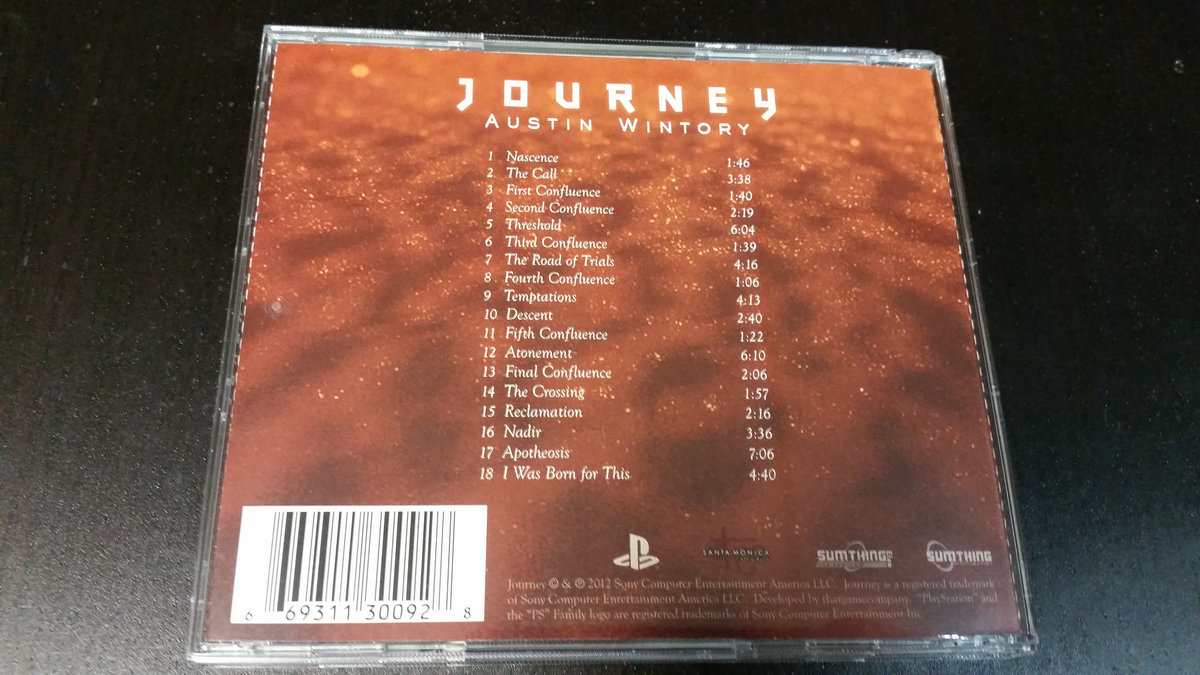 JOURNEY
AUSTIN WINTORY
1 Nascence 1:46
2 The Call 3:38
3 First Confluence 1:40
4 Second Confluence 2:19
5 Threshold 6:04
6 Third Confluence 1:39
7 The Road of Trials 4:16
8 Fourth Confluence 1:06
9 Temptations 4:13
10 Descent 2:40
11 Fifth Confluence 1:22
12 Atonement 6:10
13 Final Confluence 2:06
14 The Crossing 1:57
15 Reclamation 2:16
16 Nadir 3:36
17 Apotheosis 7:06
18 I Was Born for This 4:40
SANTA MONICA
SUMTHING
SUMTHING
Journey © & ℗ 2012 Sony Computer Entertainment America LLC. Journey is a registered trademark
of Sony Computer Entertainment America LLC. Developed by thatgamecompany. "PlayStation" and
the "PS" Family logo are registered trademarks of Sony Computer Entertainment Inc.
6 69311 30092 8